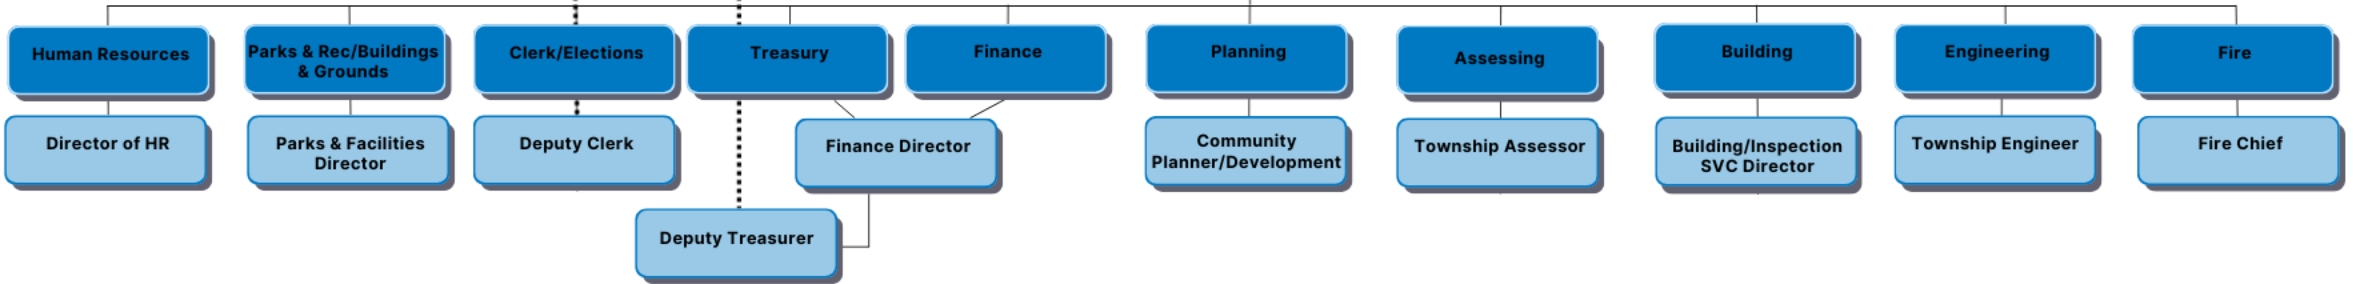 Human Resources
Parks & Rec/Buildings
& Grounds
Clerk/Elections
Treasury
Finance
Planning
Assessing
Building
Engineering
Fire
Director of HR
Parks & Facilities
Director
Deputy Clerk
Finance Director
Community
Planner/Development
Township Assessor
Building/Inspection
SVC Director
Township Engineer
Fire Chief
Deputy Treasurer